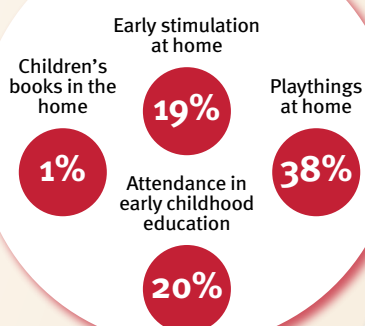 Early stimulation
at home
19%
Children’s
books in the
home
1%
Playthings
at home
38%
Attendance in
early childhood
education
20%